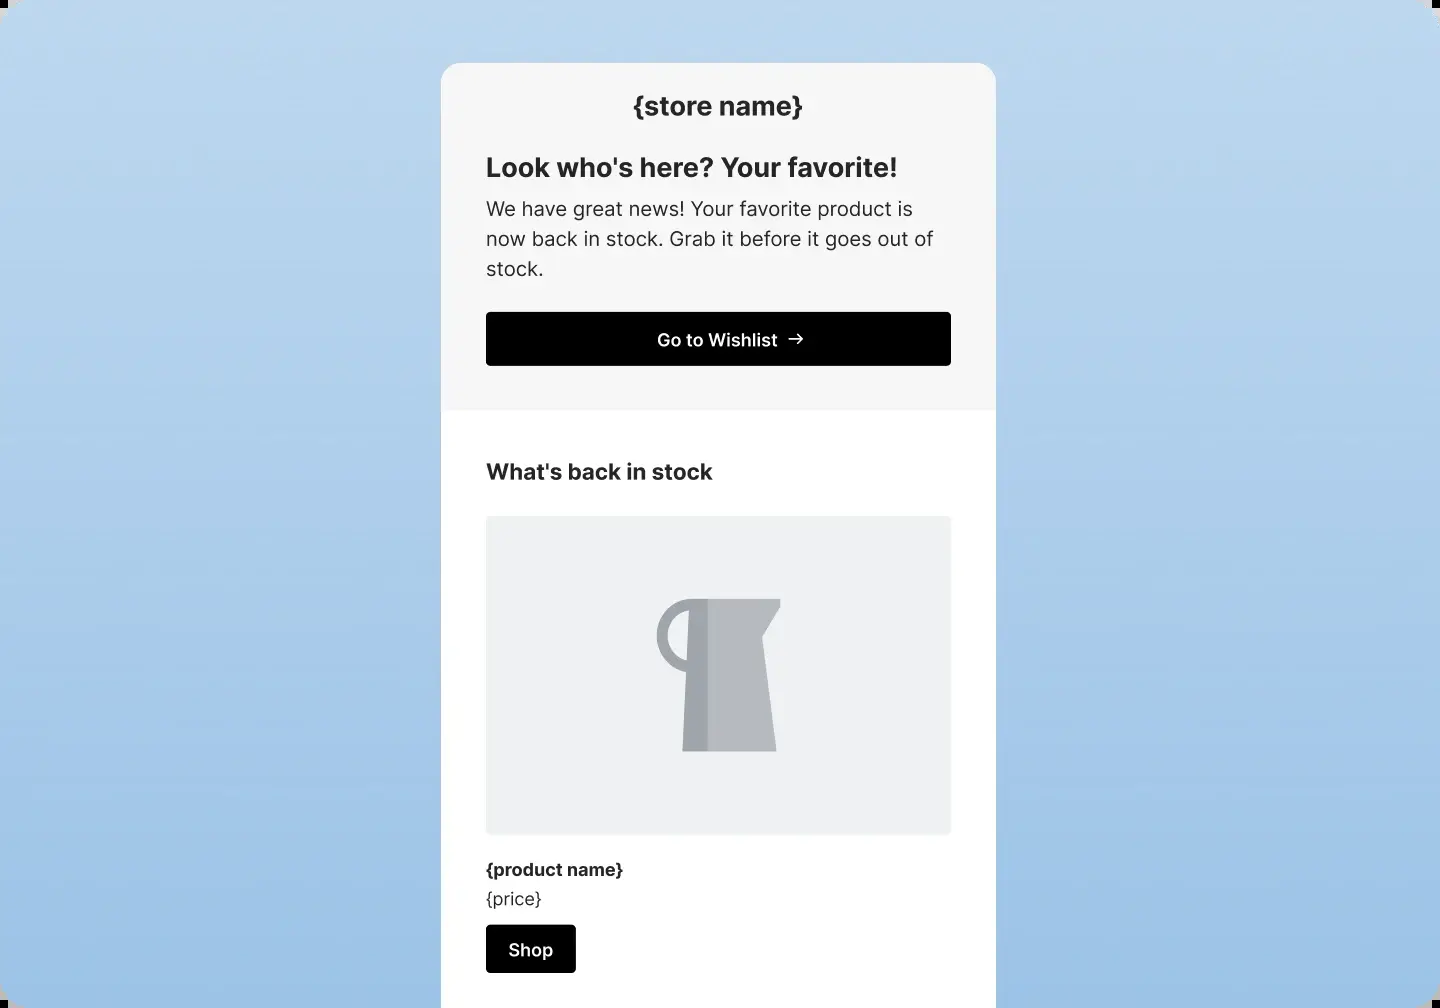 {store name}
Look who's here? Your favorite!
We have great news! Your favorite product is
now back in stock. Grab it before it goes out of
stock.
Go to Wishlist →
What's back in stock
{product name}
{price}
Shop